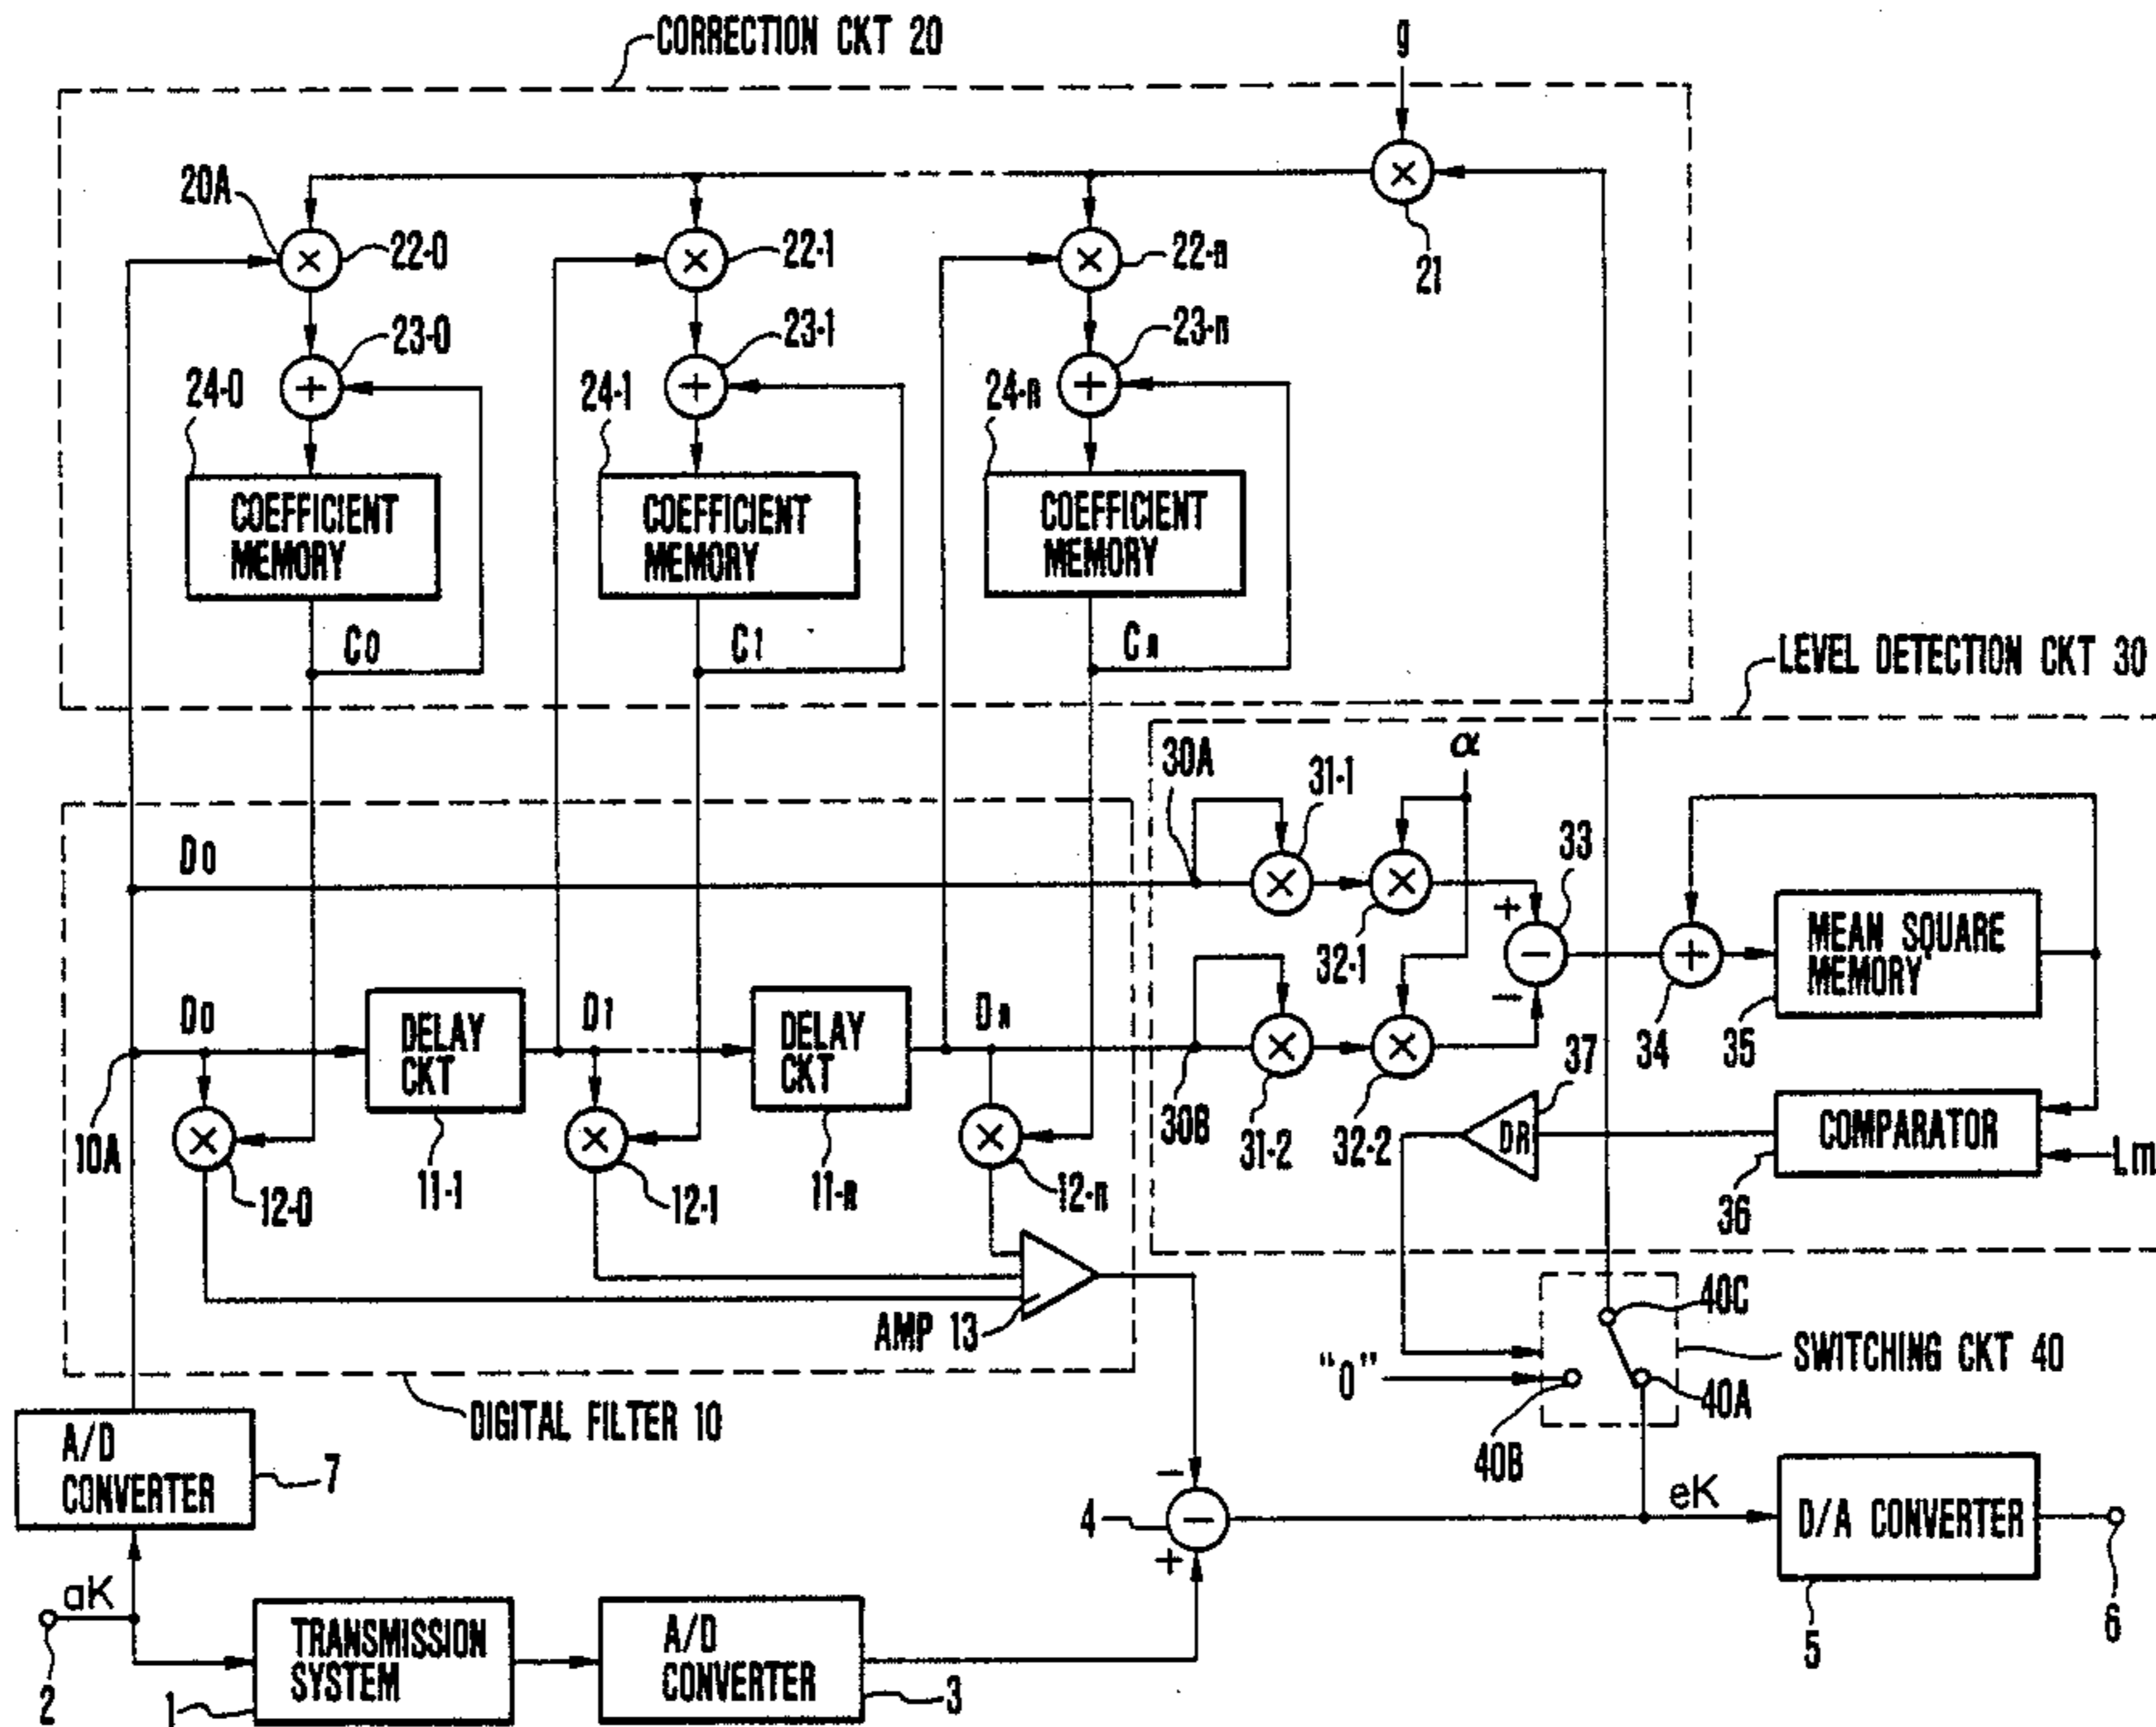 CORRECTION CKT 20
g
20A
22-0
22-1
22-n
21
23-0
23-1
23-n
24-0
24-1
24-n
COEFFICIENT
MEMORY
COEFFICIENT
MEMORY
COEFFICIENT
MEMORY
C0
C1
Cn
LEVEL DETECTION CKT 30
30A
31-1
α
33
D0
+
32-1
MEAN SQUARE
MEMORY
D0
DELAY
CKT
D1
DELAY
CKT
Dn
−
34
35
37
10A
12-0
11-1
12-1
11-n
12-n
30B
31-2
32-2
DR
COMPARATOR
Lm
36
AMP 13
40C
SWITCHING CKT 40
"0"
40A
40B
DIGITAL FILTER 10
A/D
CONVERTER
7
−
4
+
eK
D/A CONVERTER
5
6
aK
2
TRANSMISSION
SYSTEM
1
A/D
CONVERTER
3